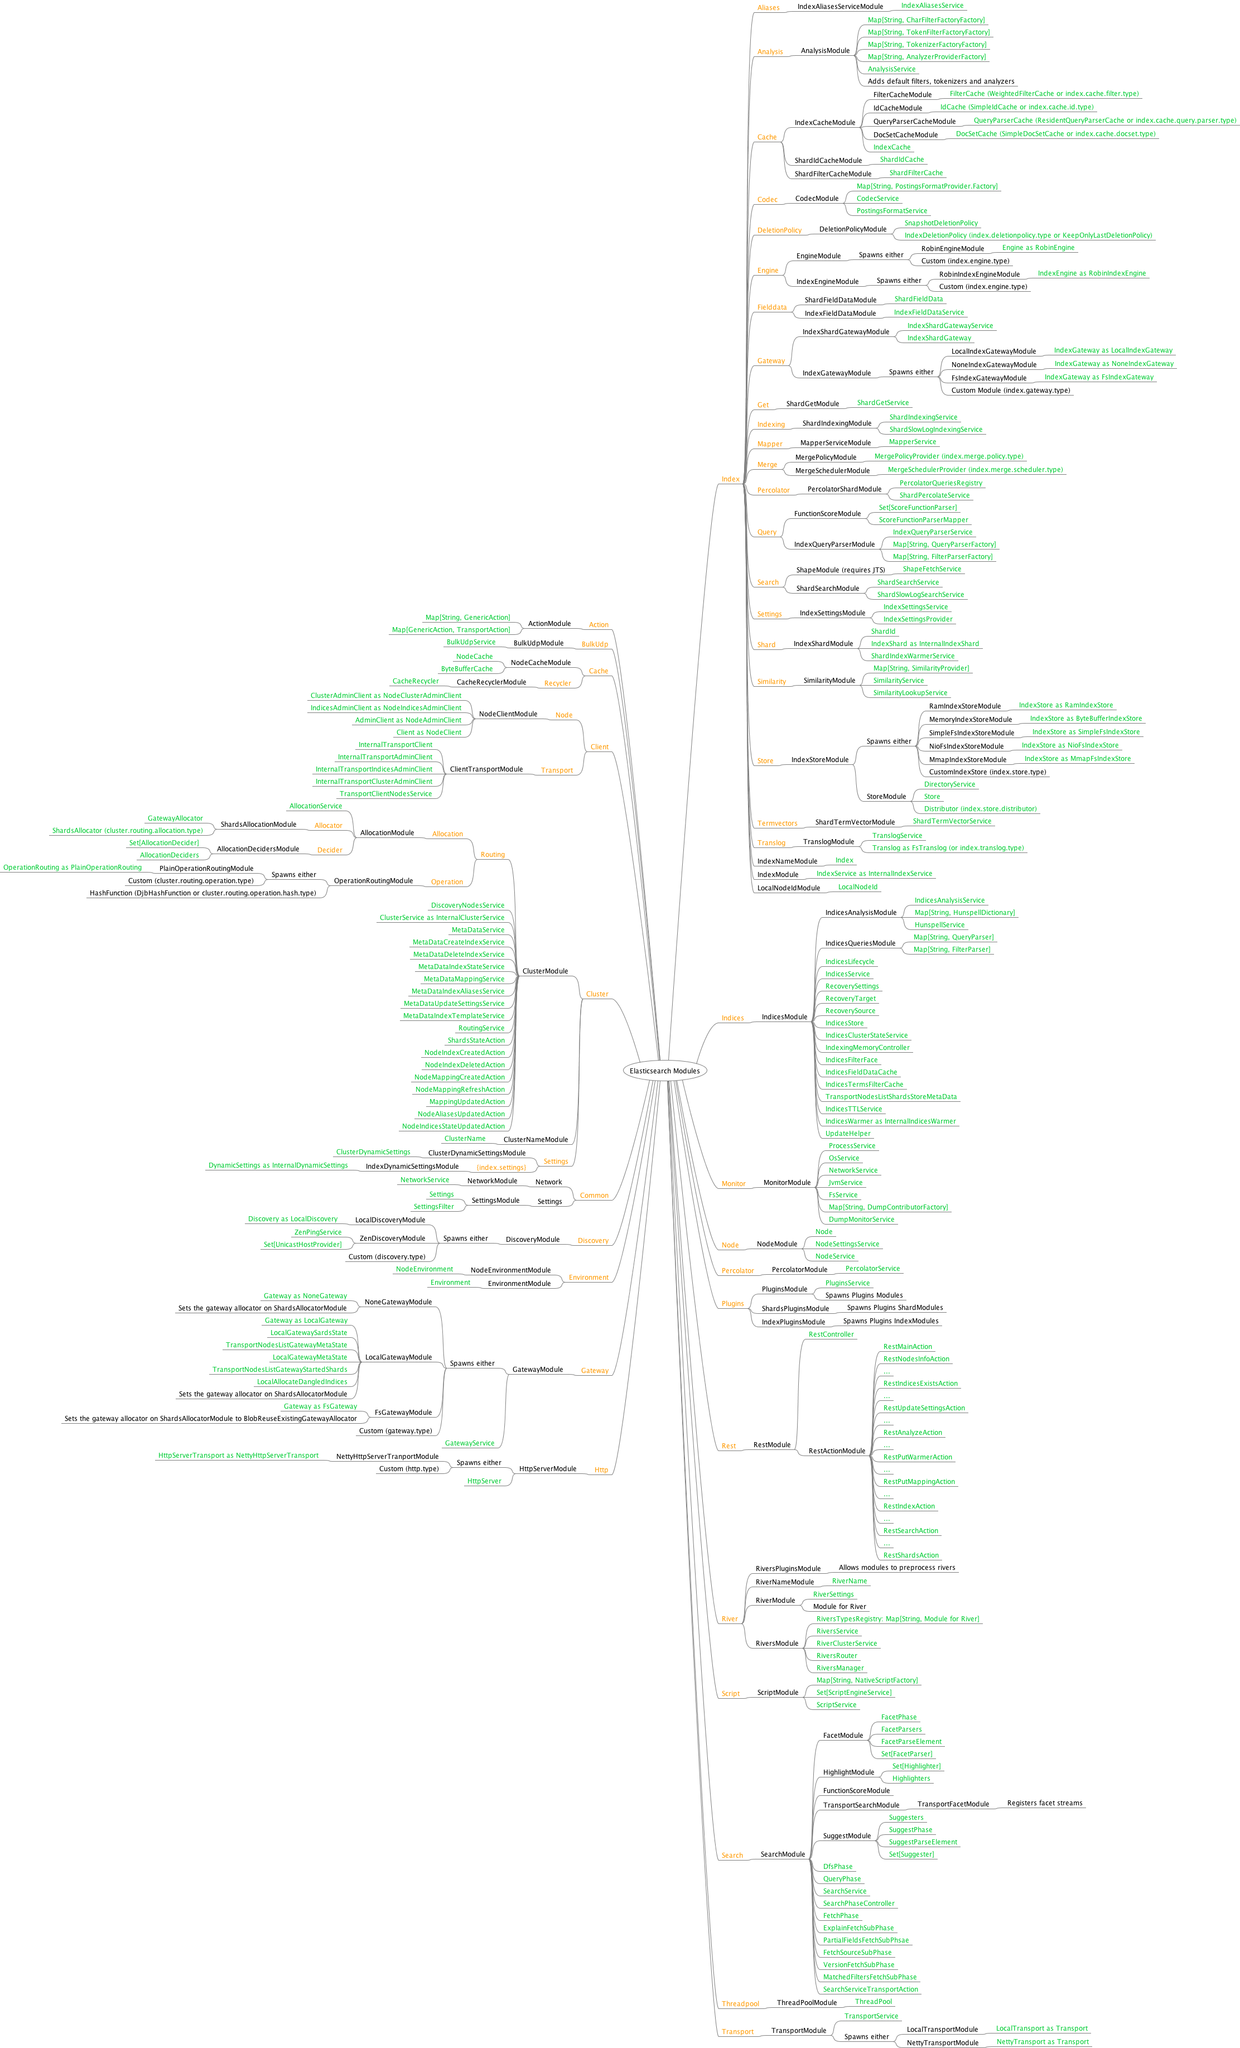 Elasticsearch Modules
Index
Aliases
IndexAliasesServiceModule
IndexAliasesService
Analysis
AnalysisModule
Map[String, CharFilterFactoryFactory]
Map[String, TokenFilterFactoryFactory]
Map[String, TokenizerFactoryFactory]
Map[String, AnalyzerProviderFactory]
AnalysisService
Adds default filters, tokenizers and analyzers
Cache
IndexCacheModule
FilterCacheModule
FilterCache (WeightedFilterCache or index.cache.filter.type)
IdCacheModule
IdCache (SimpleIdCache or index.cache.id.type)
QueryParserCacheModule
QueryParserCache (ResidentQueryParserCache or index.cache.query.parser.type)
DocSetCacheModule
DocSetCache (SimpleDocSetCache or index.cache.docset.type)
IndexCache
ShardIdCacheModule
ShardIdCache
ShardFilterCacheModule
ShardFilterCache
Codec
CodecModule
Map[String, PostingsFormatProvider.Factory]
CodecService
PostingsFormatService
DeletionPolicy
DeletionPolicyModule
SnapshotDeletionPolicy
IndexDeletionPolicy (index.deletionpolicy.type or KeepOnlyLastDeletionPolicy)
Engine
EngineModule
Spawns either
RobinEngineModule
Engine as RobinEngine
Custom (index.engine.type)
IndexEngineModule
Spawns either
RobinIndexEngineModule
IndexEngine as RobinIndexEngine
Custom (index.engine.type)
Fielddata
ShardFieldDataModule
ShardFieldData
IndexFieldDataModule
IndexFieldDataService
Gateway
IndexShardGatewayModule
IndexShardGatewayService
IndexShardGateway
IndexGatewayModule
Spawns either
LocalIndexGatewayModule
IndexGateway as LocalIndexGateway
NoneIndexGatewayModule
IndexGateway as NoneIndexGateway
FsIndexGatewayModule
IndexGateway as FsIndexGateway
Custom Module (index.gateway.type)
Get
ShardGetModule
ShardGetService
Indexing
ShardIndexingModule
ShardIndexingService
ShardSlowLogIndexingService
Mapper
MapperServiceModule
MapperService
Merge
MergePolicyModule
MergePolicyProvider (index.merge.policy.type)
MergeSchedulerModule
MergeSchedulerProvider (index.merge.scheduler.type)
Percolator
PercolatorShardModule
PercolatorQueriesRegistry
ShardPercolateService
Query
FunctionScoreModule
Set[ScoreFunctionParser]
ScoreFunctionParserMapper
IndexQueryParserModule
IndexQueryParserService
Map[String, QueryParserFactory]
Map[String, FilterParserFactory]
Search
ShapeModule (requires JTS)
ShapeFetchService
ShardSearchModule
ShardSearchService
ShardSlowLogSearchService
Settings
IndexSettingsModule
IndexSettingsService
IndexSettingsProvider
Shard
IndexShardModule
ShardId
IndexShard as InternalIndexShard
ShardIndexWarmerService
Similarity
SimilarityModule
Map[String, SimilarityProvider]
SimilarityService
SimilarityLookupService
Store
IndexStoreModule
Spawns either
RamIndexStoreModule
IndexStore as RamIndexStore
MemoryIndexStoreModule
IndexStore as ByteBufferIndexStore
SimpleFsIndexStoreModule
IndexStore as SimpleFsIndexStore
NioFsIndexStoreModule
IndexStore as NioFsIndexStore
MmapIndexStoreModule
IndexStore as MmapFsIndexStore
CustomIndexStore (index.store.type)
StoreModule
DirectoryService
Store
Distributor (index.store.distributor)
Termvectors
ShardTermVectorModule
ShardTermVectorService
Translog
TranslogModule
TranslogService
Translog as FsTranslog (or index.translog.type)
IndexNameModule
Index
IndexModule
IndexService as InternalIndexService
LocalNodeIdModule
LocalNodeId
Indices
IndicesModule
IndicesAnalysisModule
IndicesAnalysisService
Map[String, HunspellDictionary]
HunspellService
IndicesQueriesModule
Map[String, QueryParser]
Map[String, FilterParser]
IndicesLifecycle
IndicesService
RecoverySettings
RecoveryTarget
RecoverySource
IndicesStore
IndicesClusterStateService
IndexingMemoryController
IndicesFilterFace
IndicesFieldDataCache
IndicesTermsFilterCache
TransportNodesListShardsStoreMetaData
IndicesTTLService
IndicesWarmer as InternalIndicesWarmer
UpdateHelper
Monitor
MonitorModule
ProcessService
OsService
NetworkService
JvmService
FsService
Map[String, DumpContributorFactory]
DumpMonitorService
Node
NodeModule
Node
NodeSettingsService
NodeService
Percolator
PercolatorModule
PercolatorService
Plugins
PluginsModule
PluginsService
Spawns Plugins Modules
ShardsPluginsModule
Spawns Plugins ShardModules
IndexPluginsModule
Spawns Plugins IndexModules
Rest
RestModule
RestController
RestActionModule
RestMainAction
RestNodesInfoAction
...
RestIndicesExistsAction
...
RestUpdateSettingsAction
...
RestAnalyzeAction
...
RestPutWarmerAction
...
RestPutMappingAction
...
RestIndexAction
...
RestSearchAction
...
RestShardsAction
River
RiversPluginsModule
Allows modules to preprocess rivers
RiverNameModule
RiverName
RiverModule
RiverSettings
Module for River
RiversModule
RiversTypesRegistry: Map[String, Module for River]
RiversService
RiverClusterService
RiversRouter
RiversManager
Script
ScriptModule
Map[String, NativeScriptFactory]
Set[ScriptEngineService]
ScriptService
Search
SearchModule
FacetModule
FacetPhase
FacetParsers
FacetParseElement
Set[FacetParser]
HighlightModule
Set[Highlighter]
Highlighters
FunctionScoreModule
TransportSearchModule
TransportFacetModule
Registers facet streams
SuggestModule
Suggesters
SuggestPhase
SuggestParseElement
Set[Suggester]
DfsPhase
QueryPhase
SearchService
SearchPhaseController
FetchPhase
ExplainFetchSubPhase
PartialFieldsFetchSubPhsae
FetchSourceSubPhase
VersionFetchSubPhase
MatchedFiltersFetchSubPhase
SearchServiceTransportAction
Threadpool
ThreadPoolModule
ThreadPool
Transport
TransportModule
TransportService
Spawns either
LocalTransportModule
LocalTransport as Transport
NettyTransportModule
NettyTransport as Transport
Action
ActionModule
Map[String, GenericAction]
Map[GenericAction, TransportAction]
BulkUdp
BulkUdpModule
BulkUdpService
Cache
NodeCacheModule
NodeCache
ByteBufferCache
Recycler
CacheRecyclerModule
CacheRecycler
Client
Node
NodeClientModule
ClusterAdminClient as NodeClusterAdminClient
IndicesAdminClient as NodeIndicesAdminClient
AdminClient as NodeAdminClient
Client as NodeClient
Transport
ClientTransportModule
InternalTransportClient
InternalTransportAdminClient
InternalTransportIndicesAdminClient
InternalTransportClusterAdminClient
TransportClientNodesService
Cluster
ClusterModule
Routing
Allocation
AllocationModule
AllocationService
Allocator
ShardsAllocationModule
GatewayAllocator
ShardsAllocator (cluster.routing.allocation.type)
Decider
AllocationDecidersModule
Set[AllocationDecider]
AllocationDeciders
Operation
OperationRoutingModule
Spawns either
PlainOperationRoutingModule
OperationRouting as PlainOperationRouting
Custom (cluster.routing.operation.type)
HashFunction (DjbHashFunction or cluster.routing.operation.hash.type)
DiscoveryNodesService
ClusterService as InternalClusterService
MetaDataService
MetaDataCreateIndexService
MetaDataDeleteIndexService
MetaDataIndexStateService
MetaDataMappingService
MetaDataIndexAliasesService
MetaDataUpdateSettingsService
MetaDataIndexTemplateService
RoutingService
ShardsStateAction
NodeIndexCreatedAction
NodeIndexDeletedAction
NodeMappingCreatedAction
NodeMappingRefreshAction
MappingUpdatedAction
NodeAliasesUpdatedAction
NodeIndicesStateUpdatedAction
ClusterNameModule
ClusterName
Settings
ClusterDynamicSettingsModule
ClusterDynamicSettings
(index.settings)
IndexDynamicSettingsModule
DynamicSettings as InternalDynamicSettings
Common
Network
NetworkModule
NetworkService
Settings
SettingsModule
Settings
SettingsFilter
Discovery
DiscoveryModule
Spawns either
LocalDiscoveryModule
Discovery as LocalDiscovery
ZenDiscoveryModule
ZenPingService
Set[UnicastHostProvider]
Custom (discovery.type)
Environment
NodeEnvironmentModule
NodeEnvironment
EnvironmentModule
Environment
Gateway
GatewayModule
Spawns either
NoneGatewayModule
Gateway as NoneGateway
Sets the gateway allocator on ShardsAllocatorModule
LocalGatewayModule
Gateway as LocalGateway
LocalGatewaySardsState
TransportNodesListGatewayMetaState
LocalGatewayMetaState
TransportNodesListGatewayStartedShards
LocalAllocateDangledIndices
Sets the gateway allocator on ShardsAllocatorModule
FsGatewayModule
Gateway as FsGateway
Sets the gateway allocator on ShardsAllocatorModule to BlobReuseExistingGatewayAllocator
Custom (gateway.type)
GatewayService
Http
HttpServerModule
Spawns either
NettyHttpServerTranportModule
HttpServerTransport as NettyHttpServerTransport
Custom (http.type)
HttpServer